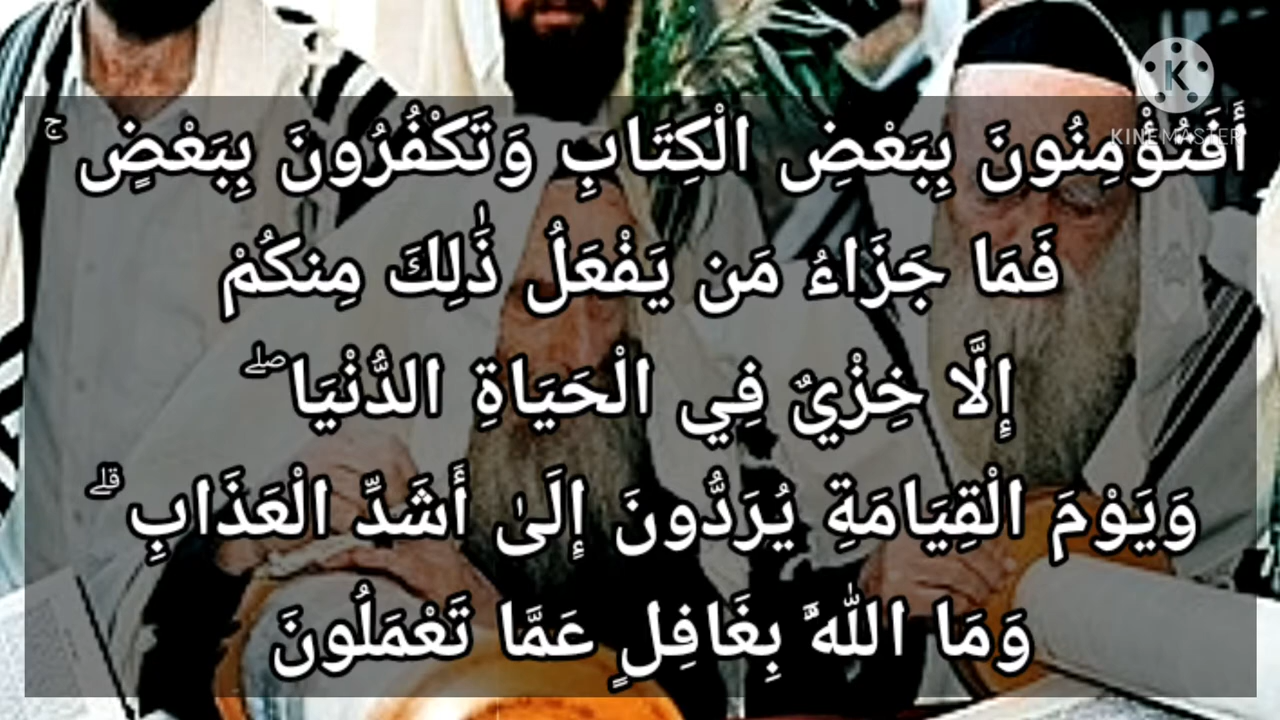 أَفَتُؤْمِنُونَ بِبَعْضِ الْكِتَابِ وَتَكْفُرُونَ بِبَعْضٍ ۚ
فَمَا جَزَاءُ مَن يَفْعَلُ ذَٰلِكَ مِنكُمْ
إِلَّا خِزْيٌ فِي الْحَيَاةِ الدُّنْيَا ۖ
وَيَوْمَ الْقِيَامَةِ يُرَدُّونَ إِلَىٰ أَشَدِّ الْعَذَابِ ۗ
وَمَا اللَّهُ بِغَافِلٍ عَمَّا تَعْمَلُونَ
K
KINEMASTER